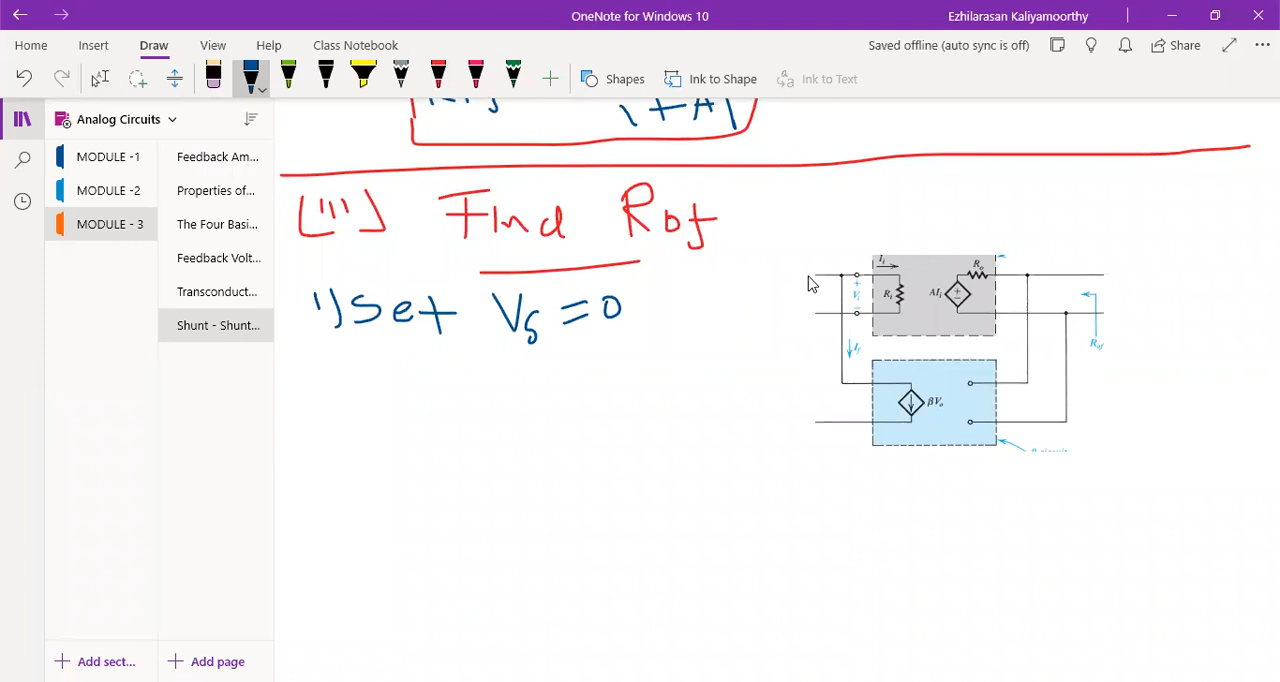 OneNote for Windows 10
Ezhilarasan Kaliyamoorthy
Home Insert Draw View Help Class Notebook
Saved offline (auto sync is off)
Share
Shapes
Ink to Shape
Ink to Text
Analog Circuits
MODULE -1
MODULE -2
MODULE - 3
Feedback Am...
Properties of...
The Four Basi...
Feedback Volt...
Transconduct...
Shunt - Shunt...
Add sect...
Add page
(iii) Find Rof
1) Set Vs = 0
Ii
Ro
+
Vi
−
Ri
AIi
+
−
Rof
If
βVo